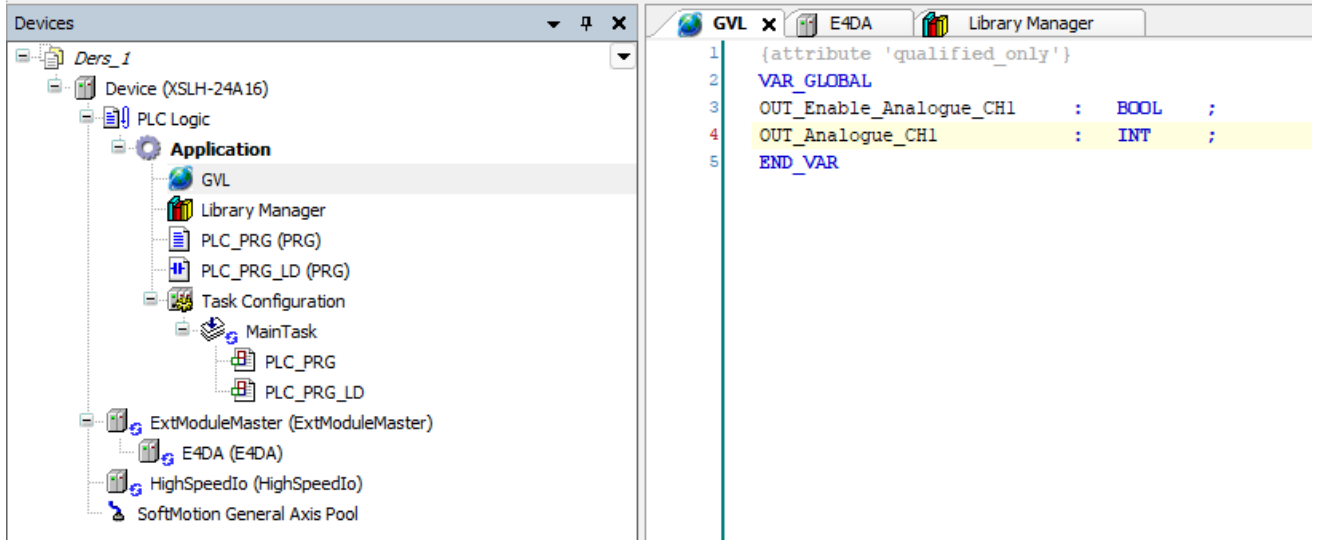 Devices
Ders_1
Device (XSLH-24A16)
PLC Logic
Application
GVL
Library Manager
PLC_PRG (PRG)
PLC_PRG_LD (PRG)
Task Configuration
MainTask
PLC_PRG
PLC_PRG_LD
ExtModuleMaster (ExtModuleMaster)
E4DA (E4DA)
HighSpeedIo (HighSpeedIo)
SoftMotion General Axis Pool
GVL E4DA Library Manager
1 {attribute 'qualified_only'}
2 VAR_GLOBAL
3 OUT_Enable_Analogue_CH1 : BOOL ;
4 OUT_Analogue_CH1 : INT ;
5 END_VAR